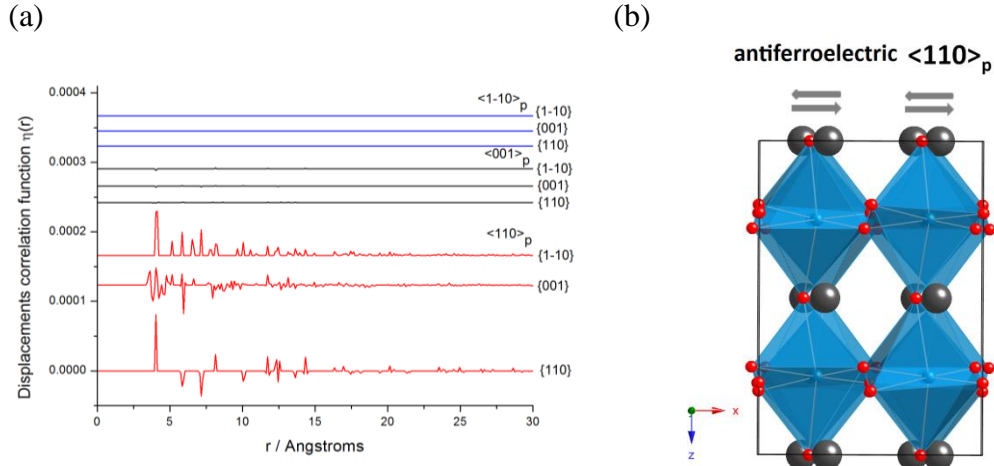 (a)
(b)
antiferroelectric <110>p
0.0004
0.0003
0.0002
0.0001
0.0000
Displacements correlation function η(r)
<1-10>p
{1-10}
{001}
{110}
<001>p
{1-10}
{001}
{110}
<110>p
{1-10}
{001}
{110}
0 5 10 15 20 25 30
r / Angstroms
x
z